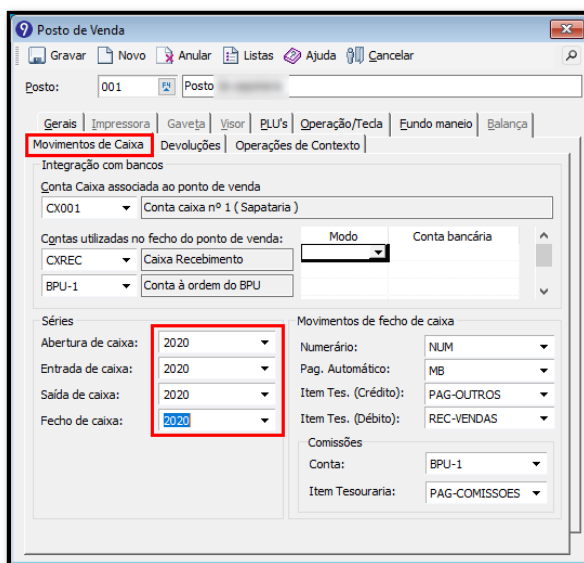 Posto de Venda
Gravar Novo Anular Listas Ajuda Cancelar
Posto: 001 F4 Posto
Gerais Impressora Gaveta Visor PLU's Operação/Tecla Fundo maneio Balança
Movimentos de Caixa Devoluções Operações de Contexto
Integração com bancos
Conta Caixa associada ao ponto de venda
CX001 Conta caixa nº 1 ( Sapataria )
Contas utilizadas no fecho do ponto de venda: Modo Conta bancária
CXREC Caixa Recebimento
BPU-1 Conta à ordem do BPU
Séries Movimentos de fecho de caixa
Abertura de caixa: 2020 Numerário: NUM
Entrada de caixa: 2020 Pag. Automático: MB
Saída de caixa: 2020 Item Tes. (Crédito): PAG-OUTROS
Fecho de caixa: 2020 Item Tes. (Débito): REC-VENDAS
Comissões
Conta: BPU-1
Item Tesouraria: PAG-COMISSOES